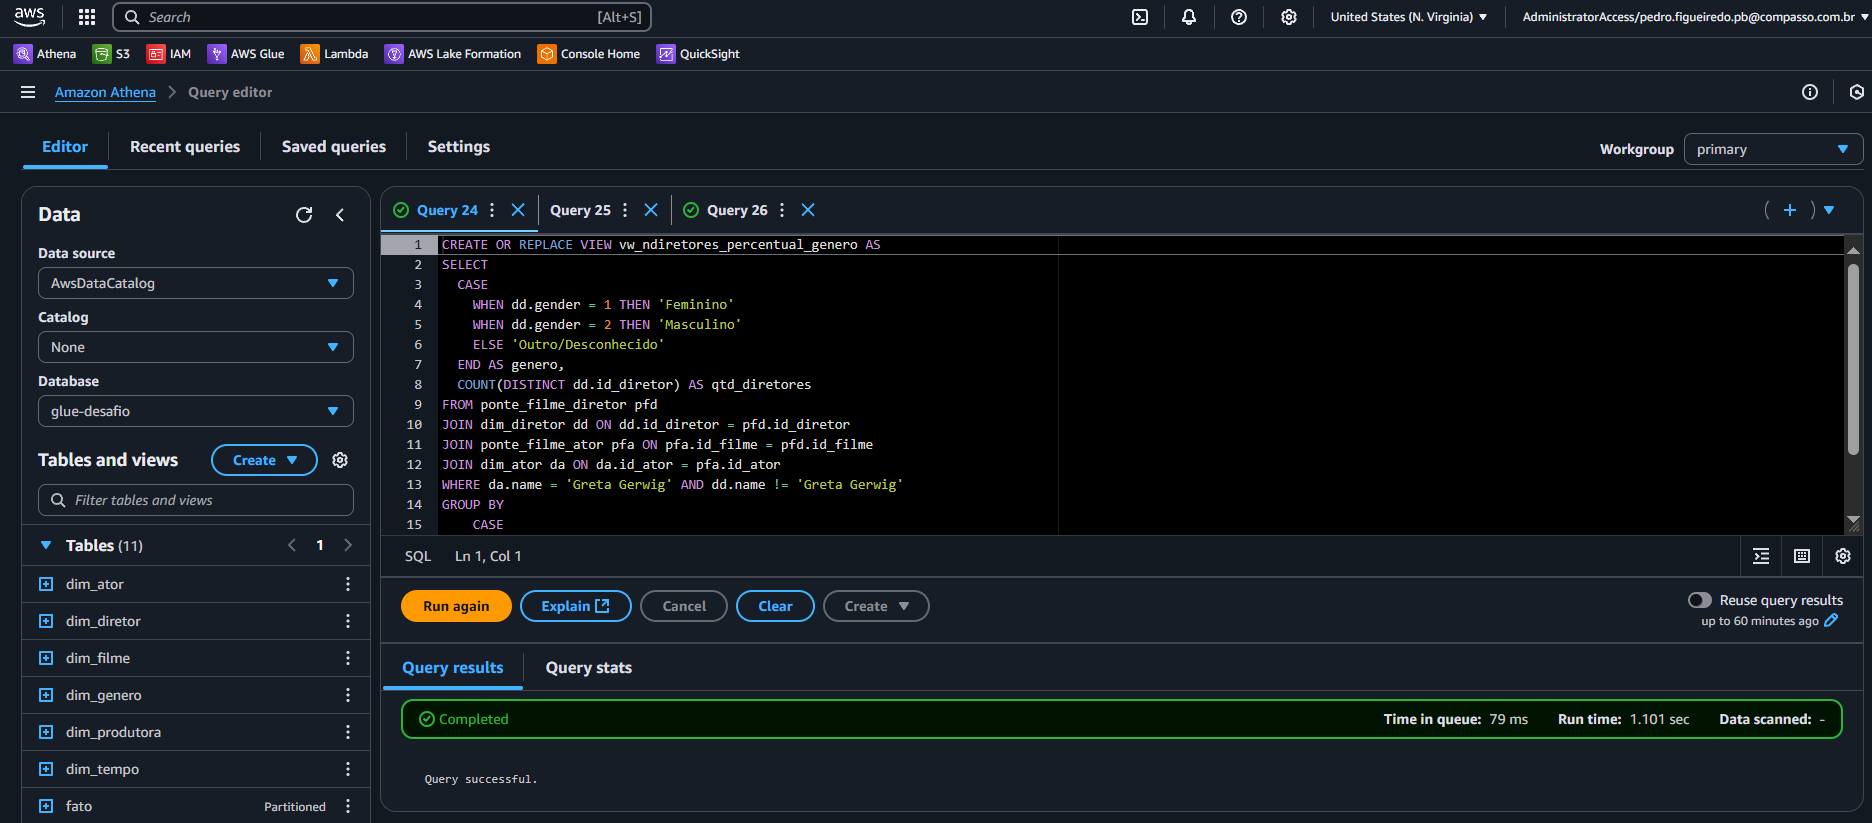 aws Search [Alt+S] United States (N. Virginia) AdministratorAccess/pedro.figueiredo.pb@compasso.com.br
Athena S3 IAM AWS Glue Lambda AWS Lake Formation Console Home QuickSight
Amazon Athena > Query editor
Editor Recent queries Saved queries Settings Workgroup primary
Data
Data source
AwsDataCatalog
Catalog
None
Database
glue-desafio
Tables and views Create
Filter tables and views
Tables (11) < 1 >
dim_ator
dim_diretor
dim_filme
dim_genero
dim_produtora
dim_tempo
fato Partitioned
Query 24 Query 25 Query 26
1 CREATE OR REPLACE VIEW vw_ndiretores_percentual_genero AS
2 SELECT
3 CASE
4 WHEN dd.gender = 1 THEN 'Feminino'
5 WHEN dd.gender = 2 THEN 'Masculino'
6 ELSE 'Outro/Desconhecido'
7 END AS genero,
8 COUNT(DISTINCT dd.id_diretor) AS qtd_diretores
9 FROM ponte_filme_diretor pfd
10 JOIN dim_diretor dd ON dd.id_diretor = pfd.id_diretor
11 JOIN ponte_filme_ator pfa ON pfa.id_filme = pfd.id_filme
12 JOIN dim_ator da ON da.id_ator = pfa.id_ator
13 WHERE da.name = 'Greta Gerwig' AND dd.name != 'Greta Gerwig'
14 GROUP BY
15 CASE
SQL Ln 1, Col 1
Run again Explain Cancel Clear Create Reuse query results
up to 60 minutes ago
Query results Query stats
Completed Time in queue: 79 ms Run time: 1.101 sec Data scanned: -
Query successful.